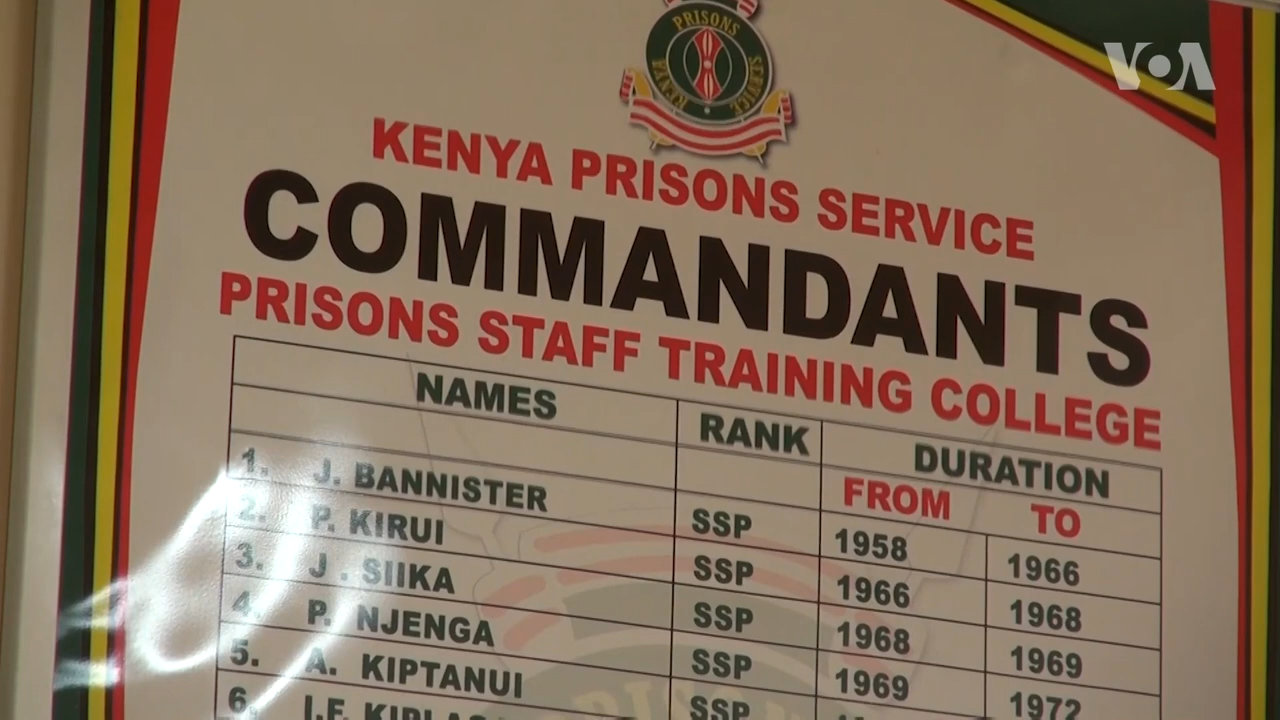 VOA
PRISONS
KENYA SERVICE
KENYA PRISONS SERVICE
COMMANDANTS
PRISONS STAFF TRAINING COLLEGE
NAMES RANK DURATION
FROM TO
1. J. BANNISTER SSP 1958 1966
2. P. KIRUI SSP 1966 1968
3. J . SIIKA SSP 1968 1969
4. P. NJENGA SSP 1969 1972
5. A. KIPTANUI SSP
6.